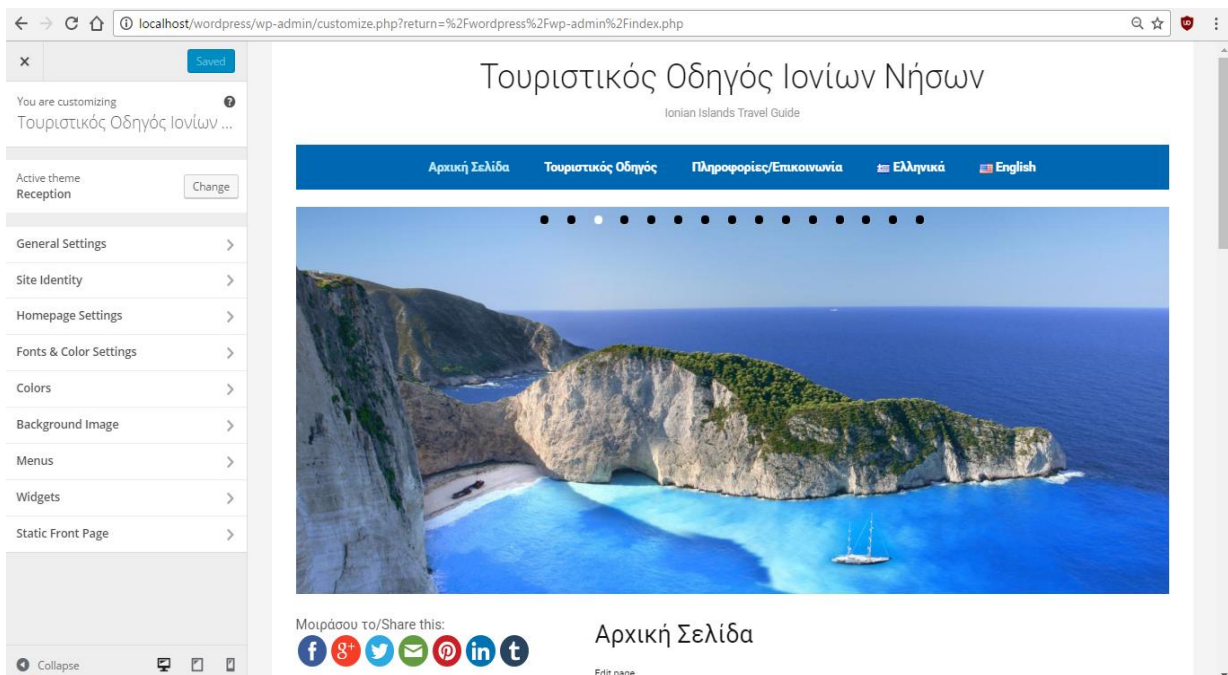 localhost/wordpress/wp-admin/customize.php?return=%2Fwordpress%2Fwp-admin%2Findex.php
Saved
You are customizing
Τουριστικός Οδηγός Ιονίων ...
Active theme
Reception
Change
General Settings
Site Identity
Homepage Settings
Fonts & Color Settings
Colors
Background Image
Menus
Widgets
Static Front Page
Collapse
Τουριστικός Οδηγός Ιονίων Νήσων
Ionian Islands Travel Guide
Αρχική Σελίδα Τουριστικός Οδηγός Πληροφορίες/Επικοινωνία Ελληνικά English
Μοιράσου το/Share this:
Αρχική Σελίδα
Edit page